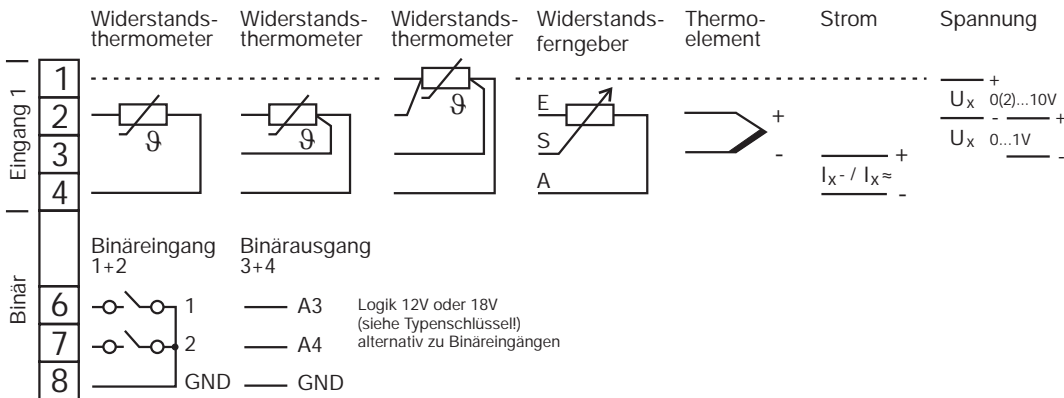 Widerstands-
thermometer
Widerstands-
thermometer
Widerstands-
thermometer
Widerstands-
ferngeber
Thermo-
element
Strom
Spannung
Eingang 1
1
2
3
4
ϑ
ϑ
ϑ
E
S
A
+
-
+
Ix- / Ix≈
-
+
Ux 0(2)...10V
- +
Ux 0...1V
-
Binär
Binäreingang
1+2
Binärausgang
3+4
6
7
8
1
2
GND
A3
A4
GND
Logik 12V oder 18V
(siehe Typenschlüssel!)
alternativ zu Binäreingängen